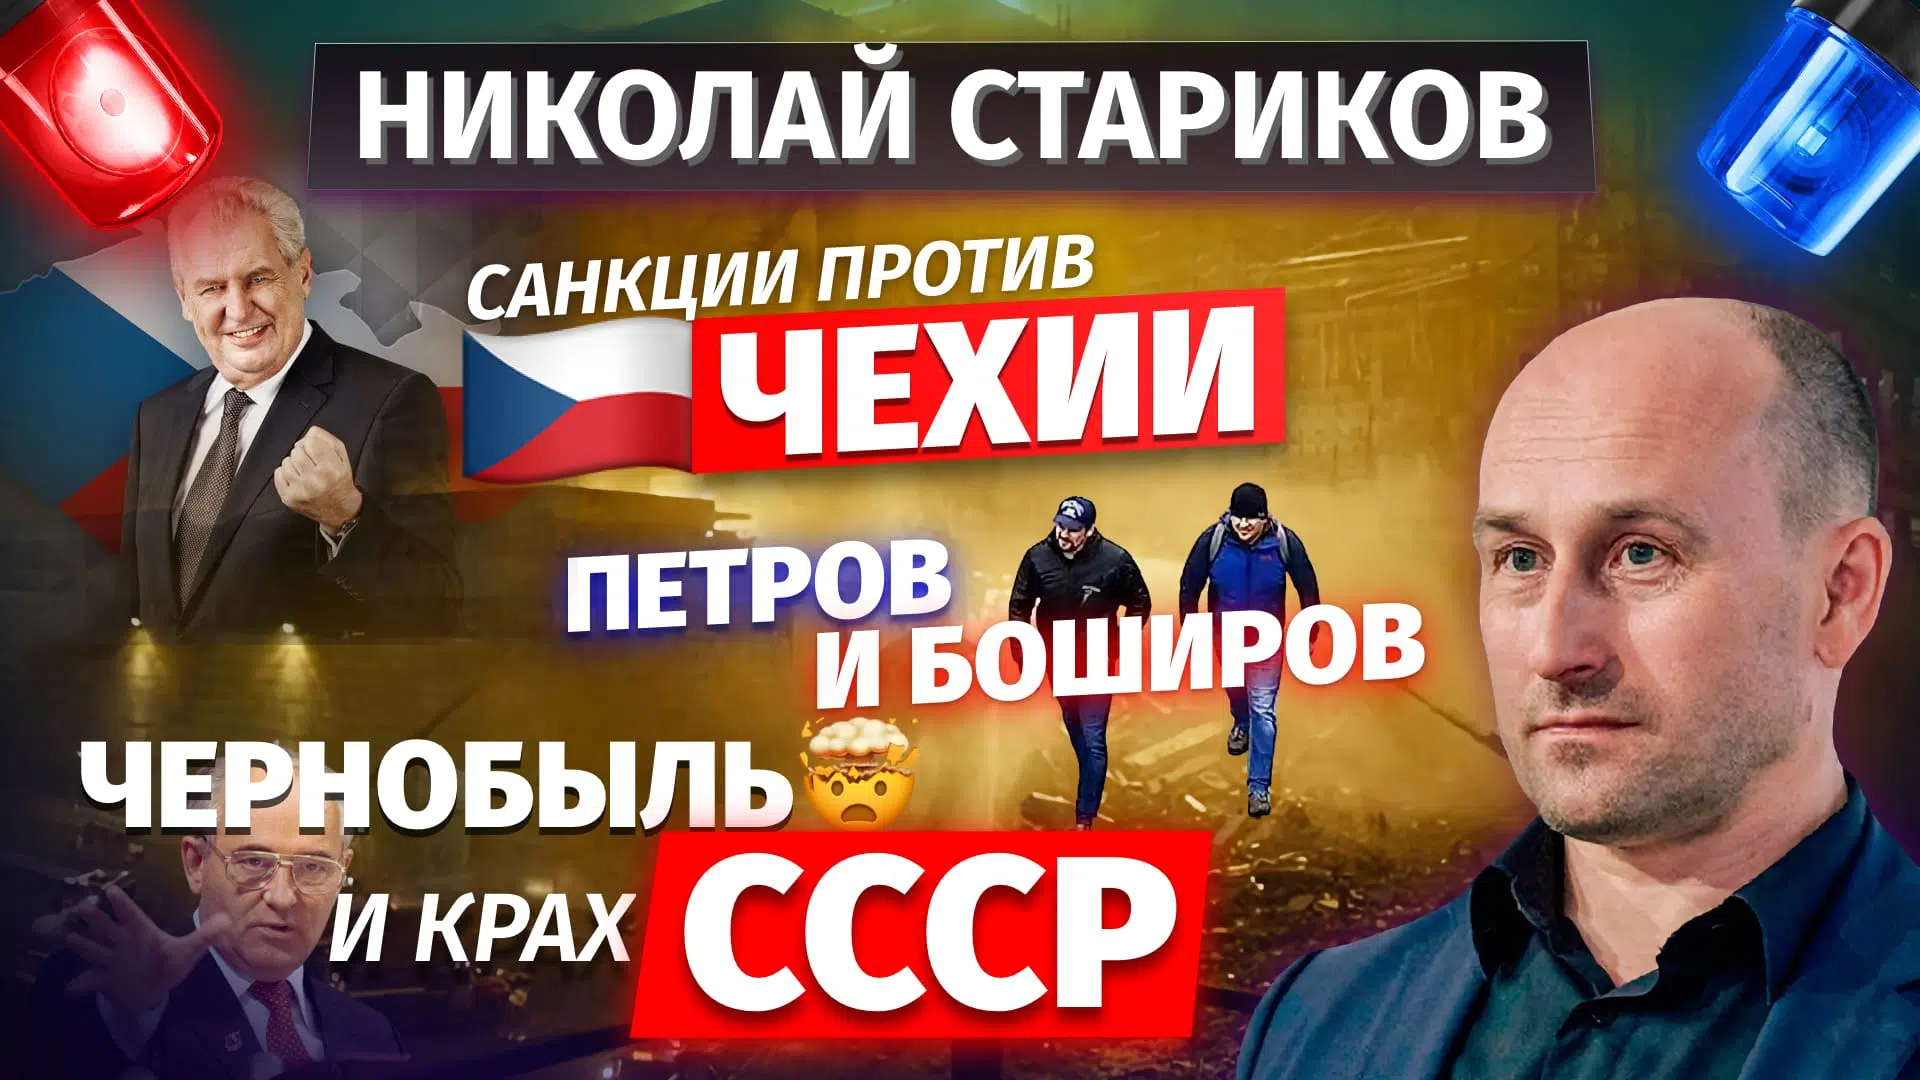 НИКОЛАЙ СТАРИКОВ
САНКЦИИ ПРОТИВ
ЧЕХИИ
ПЕТРОВ
И БОШИРОВ
ЧЕРНОБЫЛЬ
И КРАХ СССР